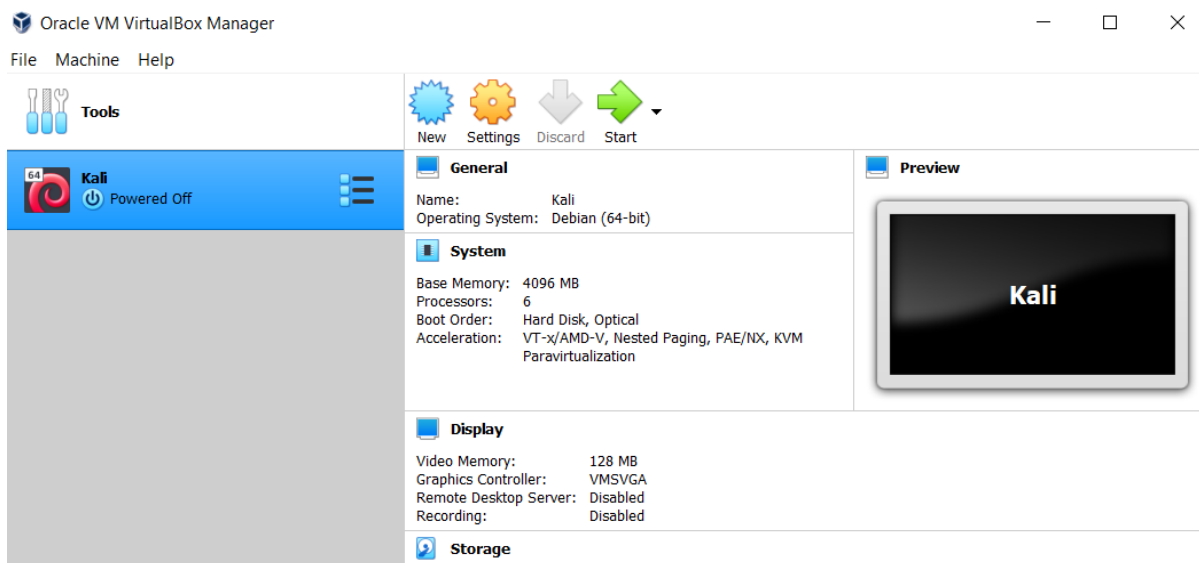 Oracle VM VirtualBox Manager
File Machine Help
Tools
New Settings Discard Start
64
Kali
Powered Off
General
Name: Kali
Operating System: Debian (64-bit)
System
Base Memory: 4096 MB
Processors: 6
Boot Order: Hard Disk, Optical
Acceleration: VT-x/AMD-V, Nested Paging, PAE/NX, KVM
Paravirtualization
Preview
Kali
Display
Video Memory: 128 MB
Graphics Controller: VMSVGA
Remote Desktop Server: Disabled
Recording: Disabled
Storage